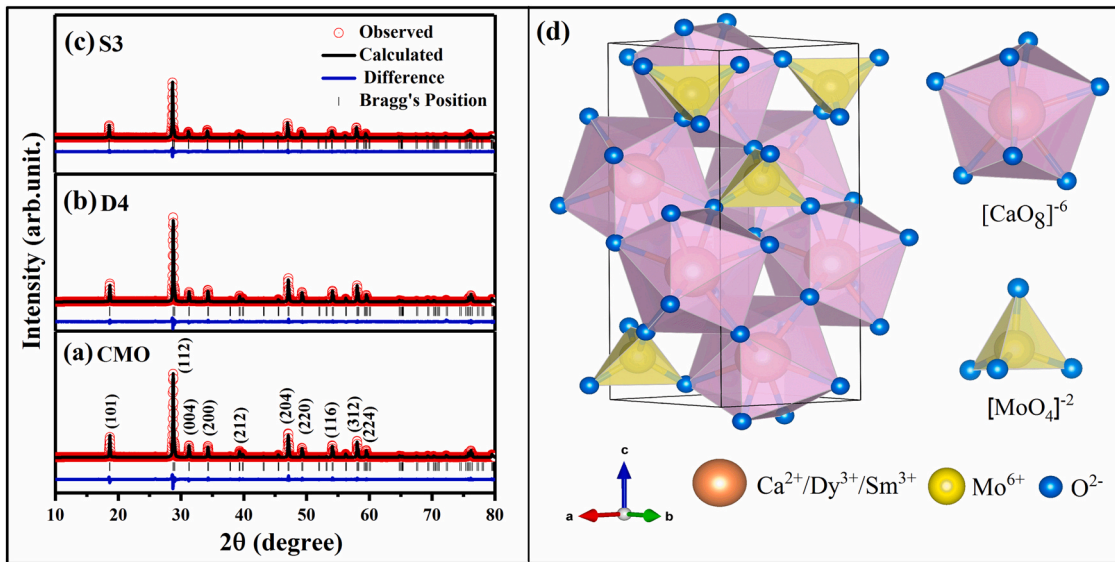 (c) S3
Observed
Calculated
Difference
Bragg's Position
(b) D4
(a) CMO
(101)
(112)
(004)
(200)
(212)
(204)
(220)
(116)
(312)
(224)
Intensity (arb.unit.)
10 20 30 40 50 60 70 80
2θ (degree)
(d)
[CaO₈]⁻⁶
[MoO₄]⁻²
c
a
b
Ca²⁺/Dy³⁺/Sm³⁺
Mo⁶⁺
O²⁻